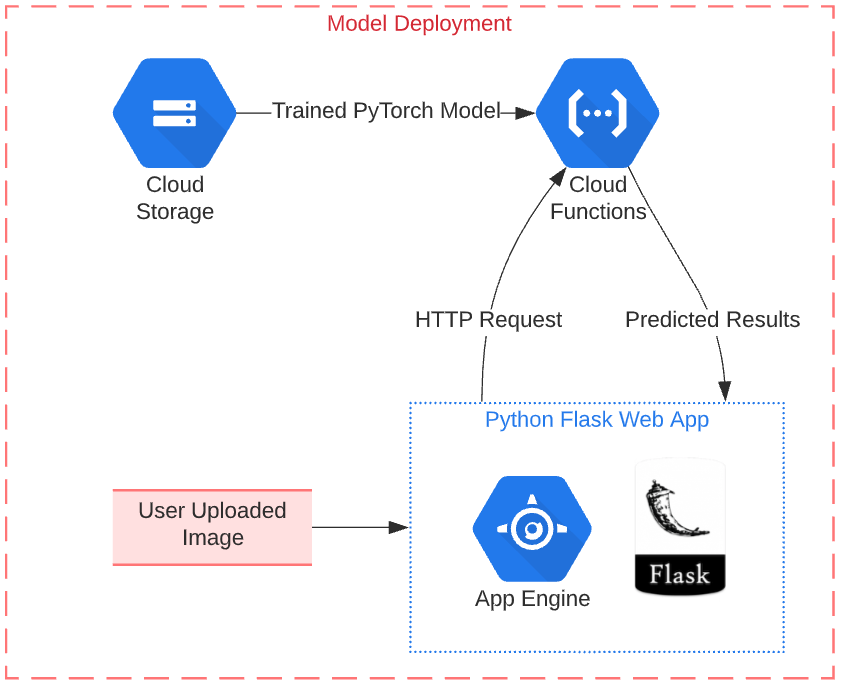 Model Deployment
Trained PyTorch Model
Cloud
Storage
Cloud
Functions
HTTP Request
Predicted Results
Python Flask Web App
User Uploaded
Image
App Engine
Flask